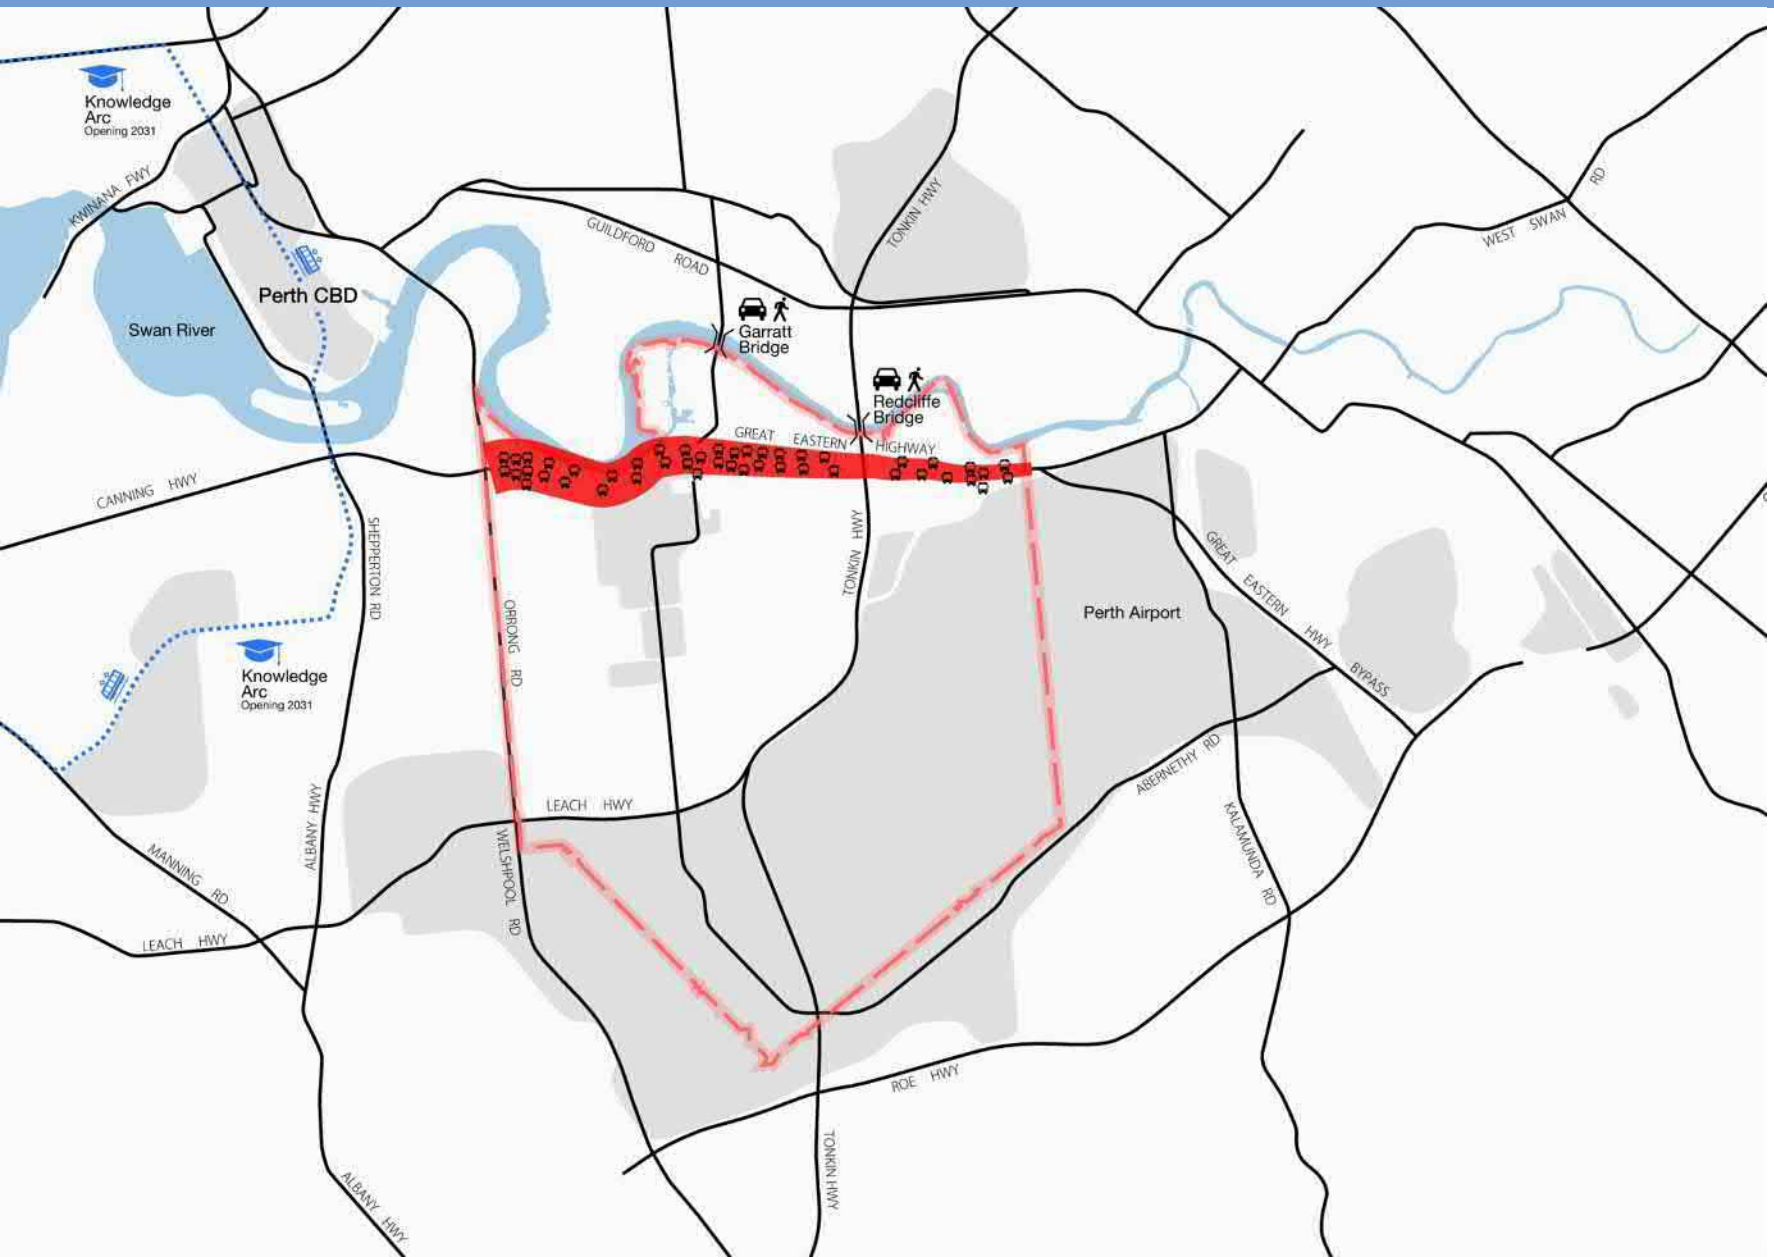 Knowledge
Arc
Opening 2031
KWINANA FWY
Perth CBD
Swan River
GUILDFORD ROAD
TONKIN HWY
WEST SWAN RD
Garratt
Bridge
Redcliffe
Bridge
GREAT EASTERN HIGHWAY
CANNING HWY
SHEPPERTON RD
ORRONG RD
TONKIN HWY
GREAT EASTERN HWY BYPASS
Perth Airport
Knowledge
Arc
Opening 2031
ABERNETHY RD
LEACH HWY
ALBANY HWY
WELSHPOOL RD
KALAMUNDA RD
MANNING RD
LEACH HWY
ROE HWY
TONKIN HWY
ALBANY HWY